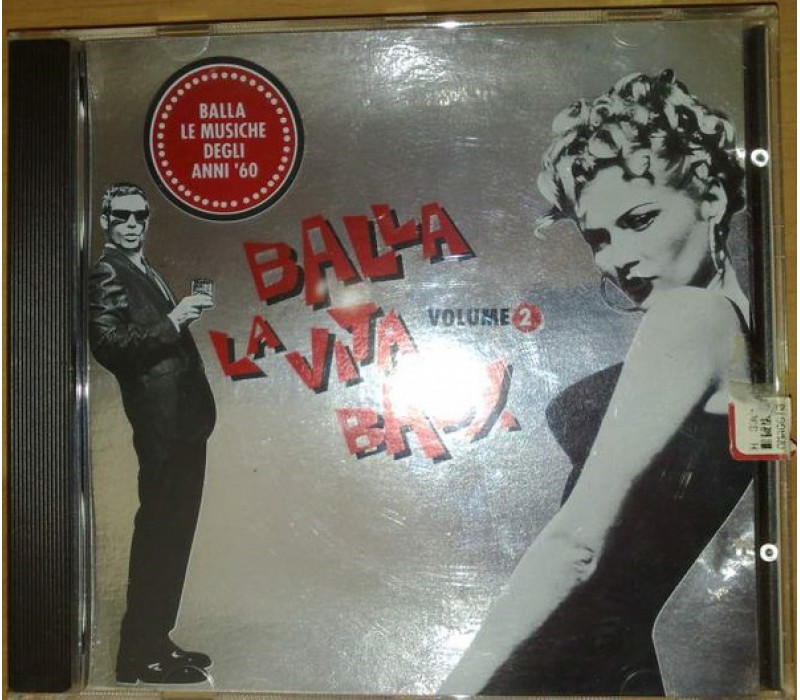 BALLA
LE MUSICHE
DEGLI
ANNI '60
BALLA
LA VITA
VOLUME 2